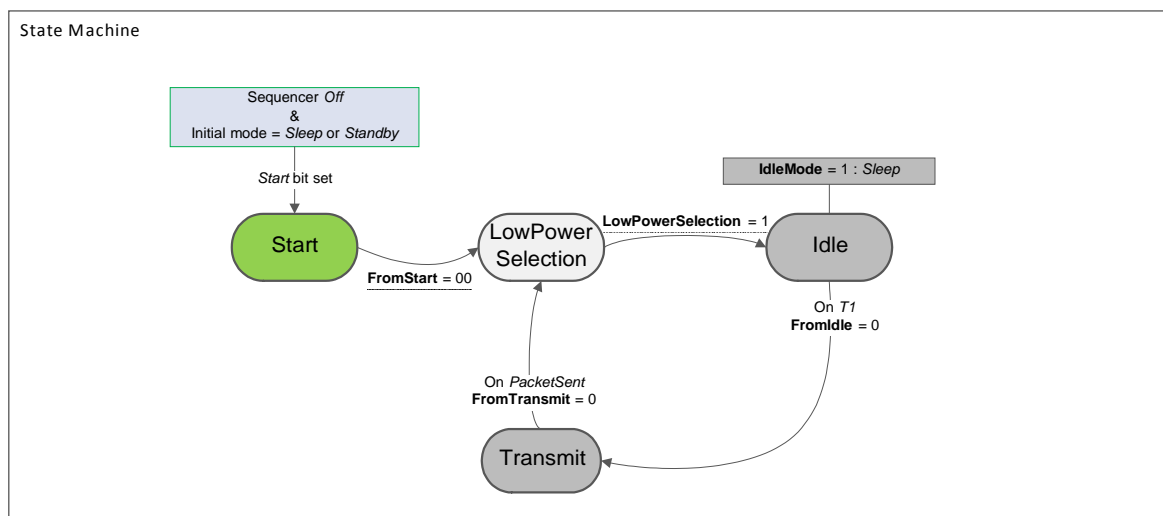 State Machine
Sequencer Off
&
Initial mode = Sleep or Standby
Start bit set
IdleMode = 1 : Sleep
Start
FromStart = 00
LowPower
Selection
LowPowerSelection = 1
Idle
On T1
FromIdle = 0
On PacketSent
FromTransmit = 0
Transmit